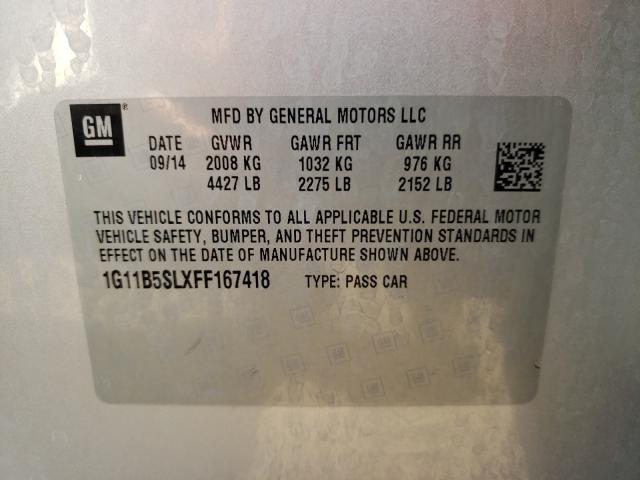 GM ®
MFD BY GENERAL MOTORS LLC
DATE GVWR GAWR FRT GAWR RR
09/14 2008 KG 1032 KG 976 KG
4427 LB 2275 LB 2152 LB
THIS VEHICLE CONFORMS TO ALL APPLICABLE U.S. FEDERAL MOTOR
VEHICLE SAFETY, BUMPER, AND THEFT PREVENTION STANDARDS IN
EFFECT ON THE DATE OF MANUFACTURE SHOWN ABOVE.
1G11B5SLXFF167418 TYPE: PASS CAR